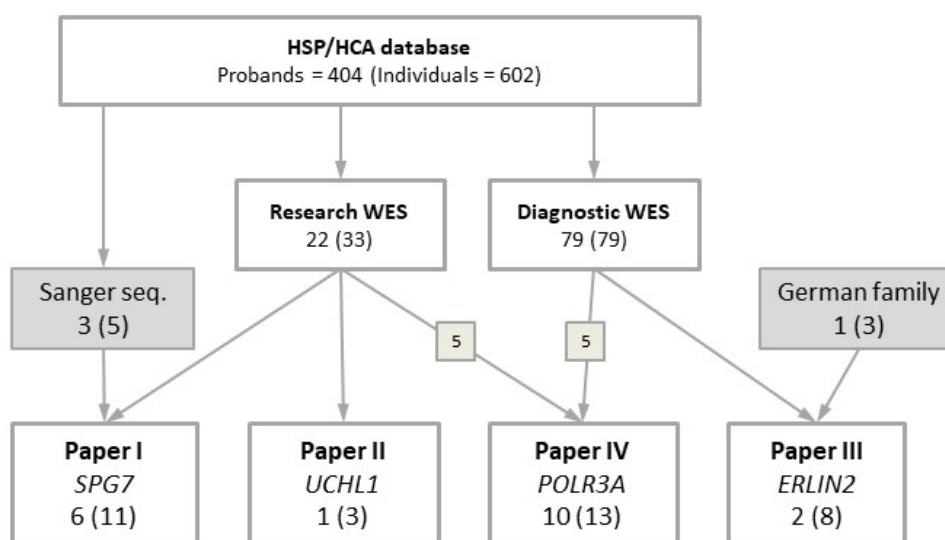 HSP/HCA database
Probands = 404 (Individuals = 602)
Research WES
22 (33)
Diagnostic WES
79 (79)
Sanger seq.
3 (5)
German family
1 (3)
5
5
Paper I
SPG7
6 (11)
Paper II
UCHL1
1 (3)
Paper IV
POLR3A
10 (13)
Paper III
ERLIN2
2 (8)